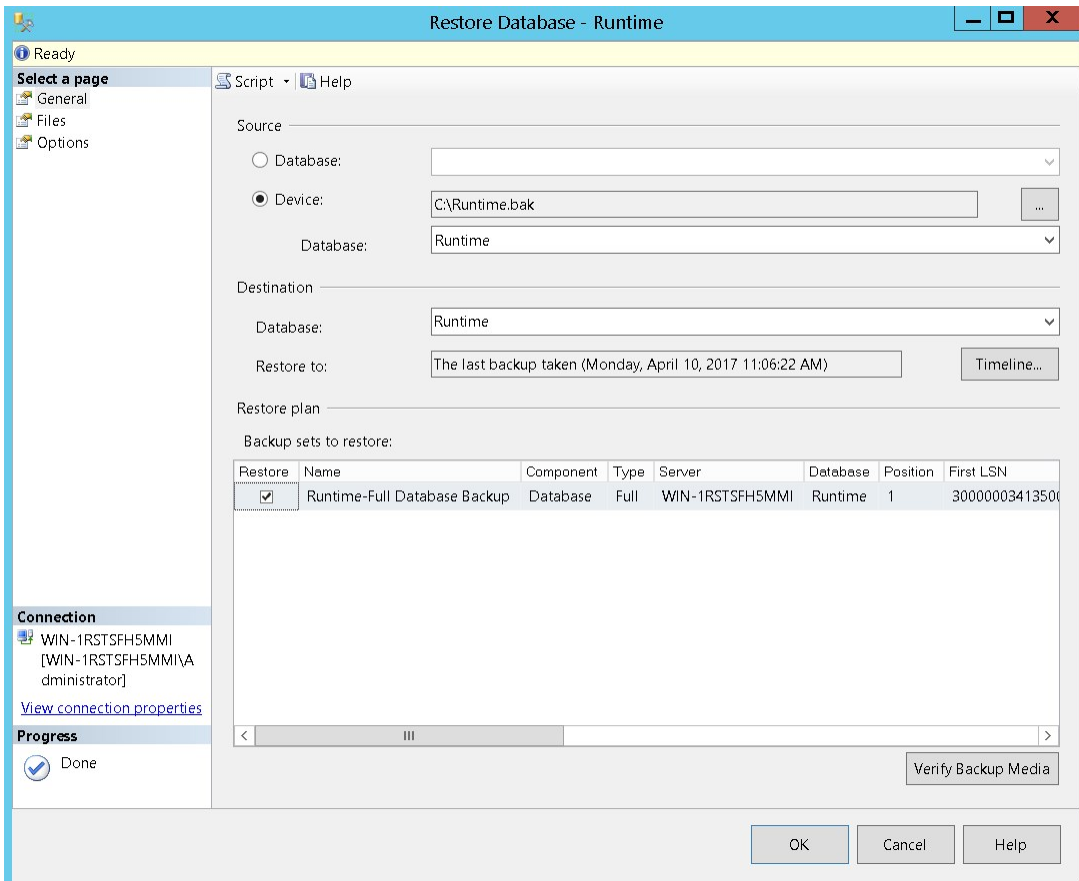 Restore Database - Runtime
Ready
Select a page
General
Files
Options
Script
Help
Source
Database:
Device:
C:\Runtime.bak
...
Database:
Runtime
Destination
Database:
Runtime
Restore to:
The last backup taken (Monday, April 10, 2017 11:06:22 AM)
Timeline...
Restore plan
Backup sets to restore:
Restore Name Component Type Server Database Position First LSN
Runtime-Full Database Backup Database Full WIN-1RSTSFH5MMI Runtime 1 3000000341350
Connection
WIN-1RSTSFH5MMI
[WIN-1RSTSFH5MMI\A
dministrator]
View connection properties
Progress
Done
Verify Backup Media
OK
Cancel
Help